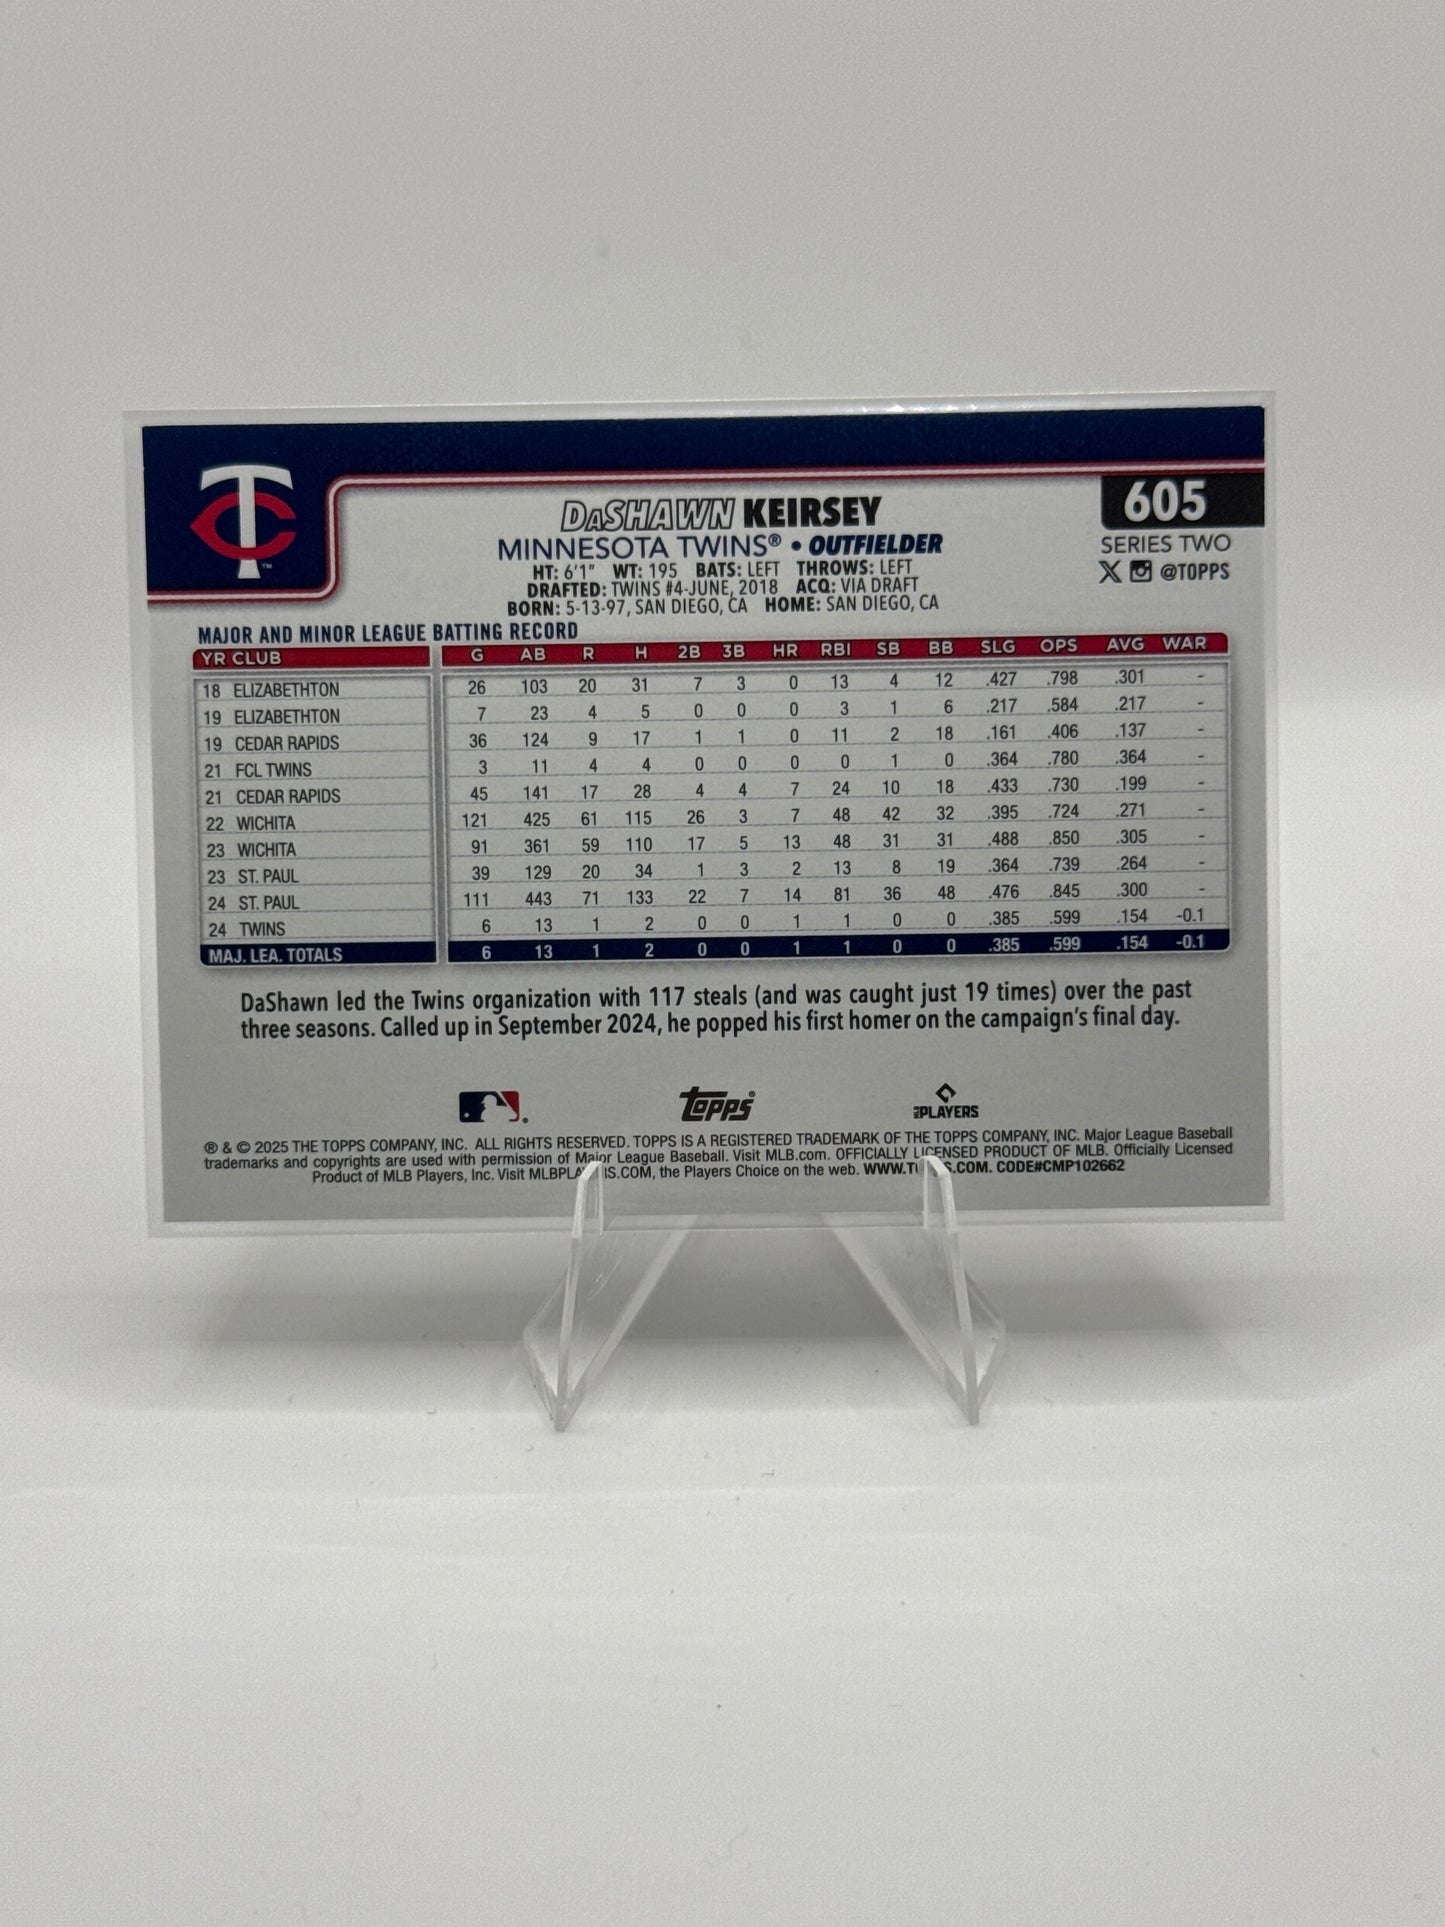 TC™
DaSHAWN KEIRSEY
605
MINNESOTA TWINS® • OUTFIELDER
SERIES TWO
HT: 6'1" WT: 195 BATS: LEFT THROWS: LEFT
@TOPPS
DRAFTED: TWINS #4-JUNE, 2018 ACQ: VIA DRAFT
BORN: 5-13-97, SAN DIEGO, CA HOME: SAN DIEGO, CA
MAJOR AND MINOR LEAGUE BATTING RECORD
YR CLUB G AB R H 2B 3B HR RBI SB BB SLG OPS AVG WAR
18 ELIZABETHTON 26 103 20 31 7 3 0 13 4 12 .427 .798 .301 -
19 ELIZABETHTON 7 23 4 5 0 0 0 3 1 6 .217 .584 .217 -
19 CEDAR RAPIDS 36 124 9 17 1 1 0 11 2 18 .161 .406 .137 -
21 FCL TWINS 3 11 4 4 0 0 0 0 1 0 .364 .780 .364 -
21 CEDAR RAPIDS 45 141 17 28 4 4 7 24 10 18 .433 .730 .199 -
22 WICHITA 121 425 61 115 26 3 7 48 42 32 .395 .724 .271 -
23 WICHITA 91 361 59 110 17 5 13 48 31 31 .488 .850 .305 -
23 ST. PAUL 39 129 20 34 1 3 2 13 8 19 .364 .739 .264 -
24 ST. PAUL 111 443 71 133 22 7 14 81 36 48 .476 .845 .300 -
24 TWINS 6 13 1 2 0 0 1 1 0 0 .385 .599 .154 -0.1
MAJ. LEA. TOTALS 6 13 1 2 0 0 1 1 0 0 .385 .599 .154 -0.1
DaShawn led the Twins organization with 117 steals (and was caught just 19 times) over the past
three seasons. Called up in September 2024, he popped his first homer on the campaign's final day.
Topps® PLAYERS
® & © 2025 THE TOPPS COMPANY, INC. ALL RIGHTS RESERVED. TOPPS IS A REGISTERED TRADEMARK OF THE TOPPS COMPANY, INC. Major League Baseball
trademarks and copyrights are used with permission of Major League Baseball. Visit MLB.com. OFFICIALLY LICENSED PRODUCT OF MLB. Officially Licensed
Product of MLB Players, Inc. Visit the Players Choice on the web. CODE#CMP102662